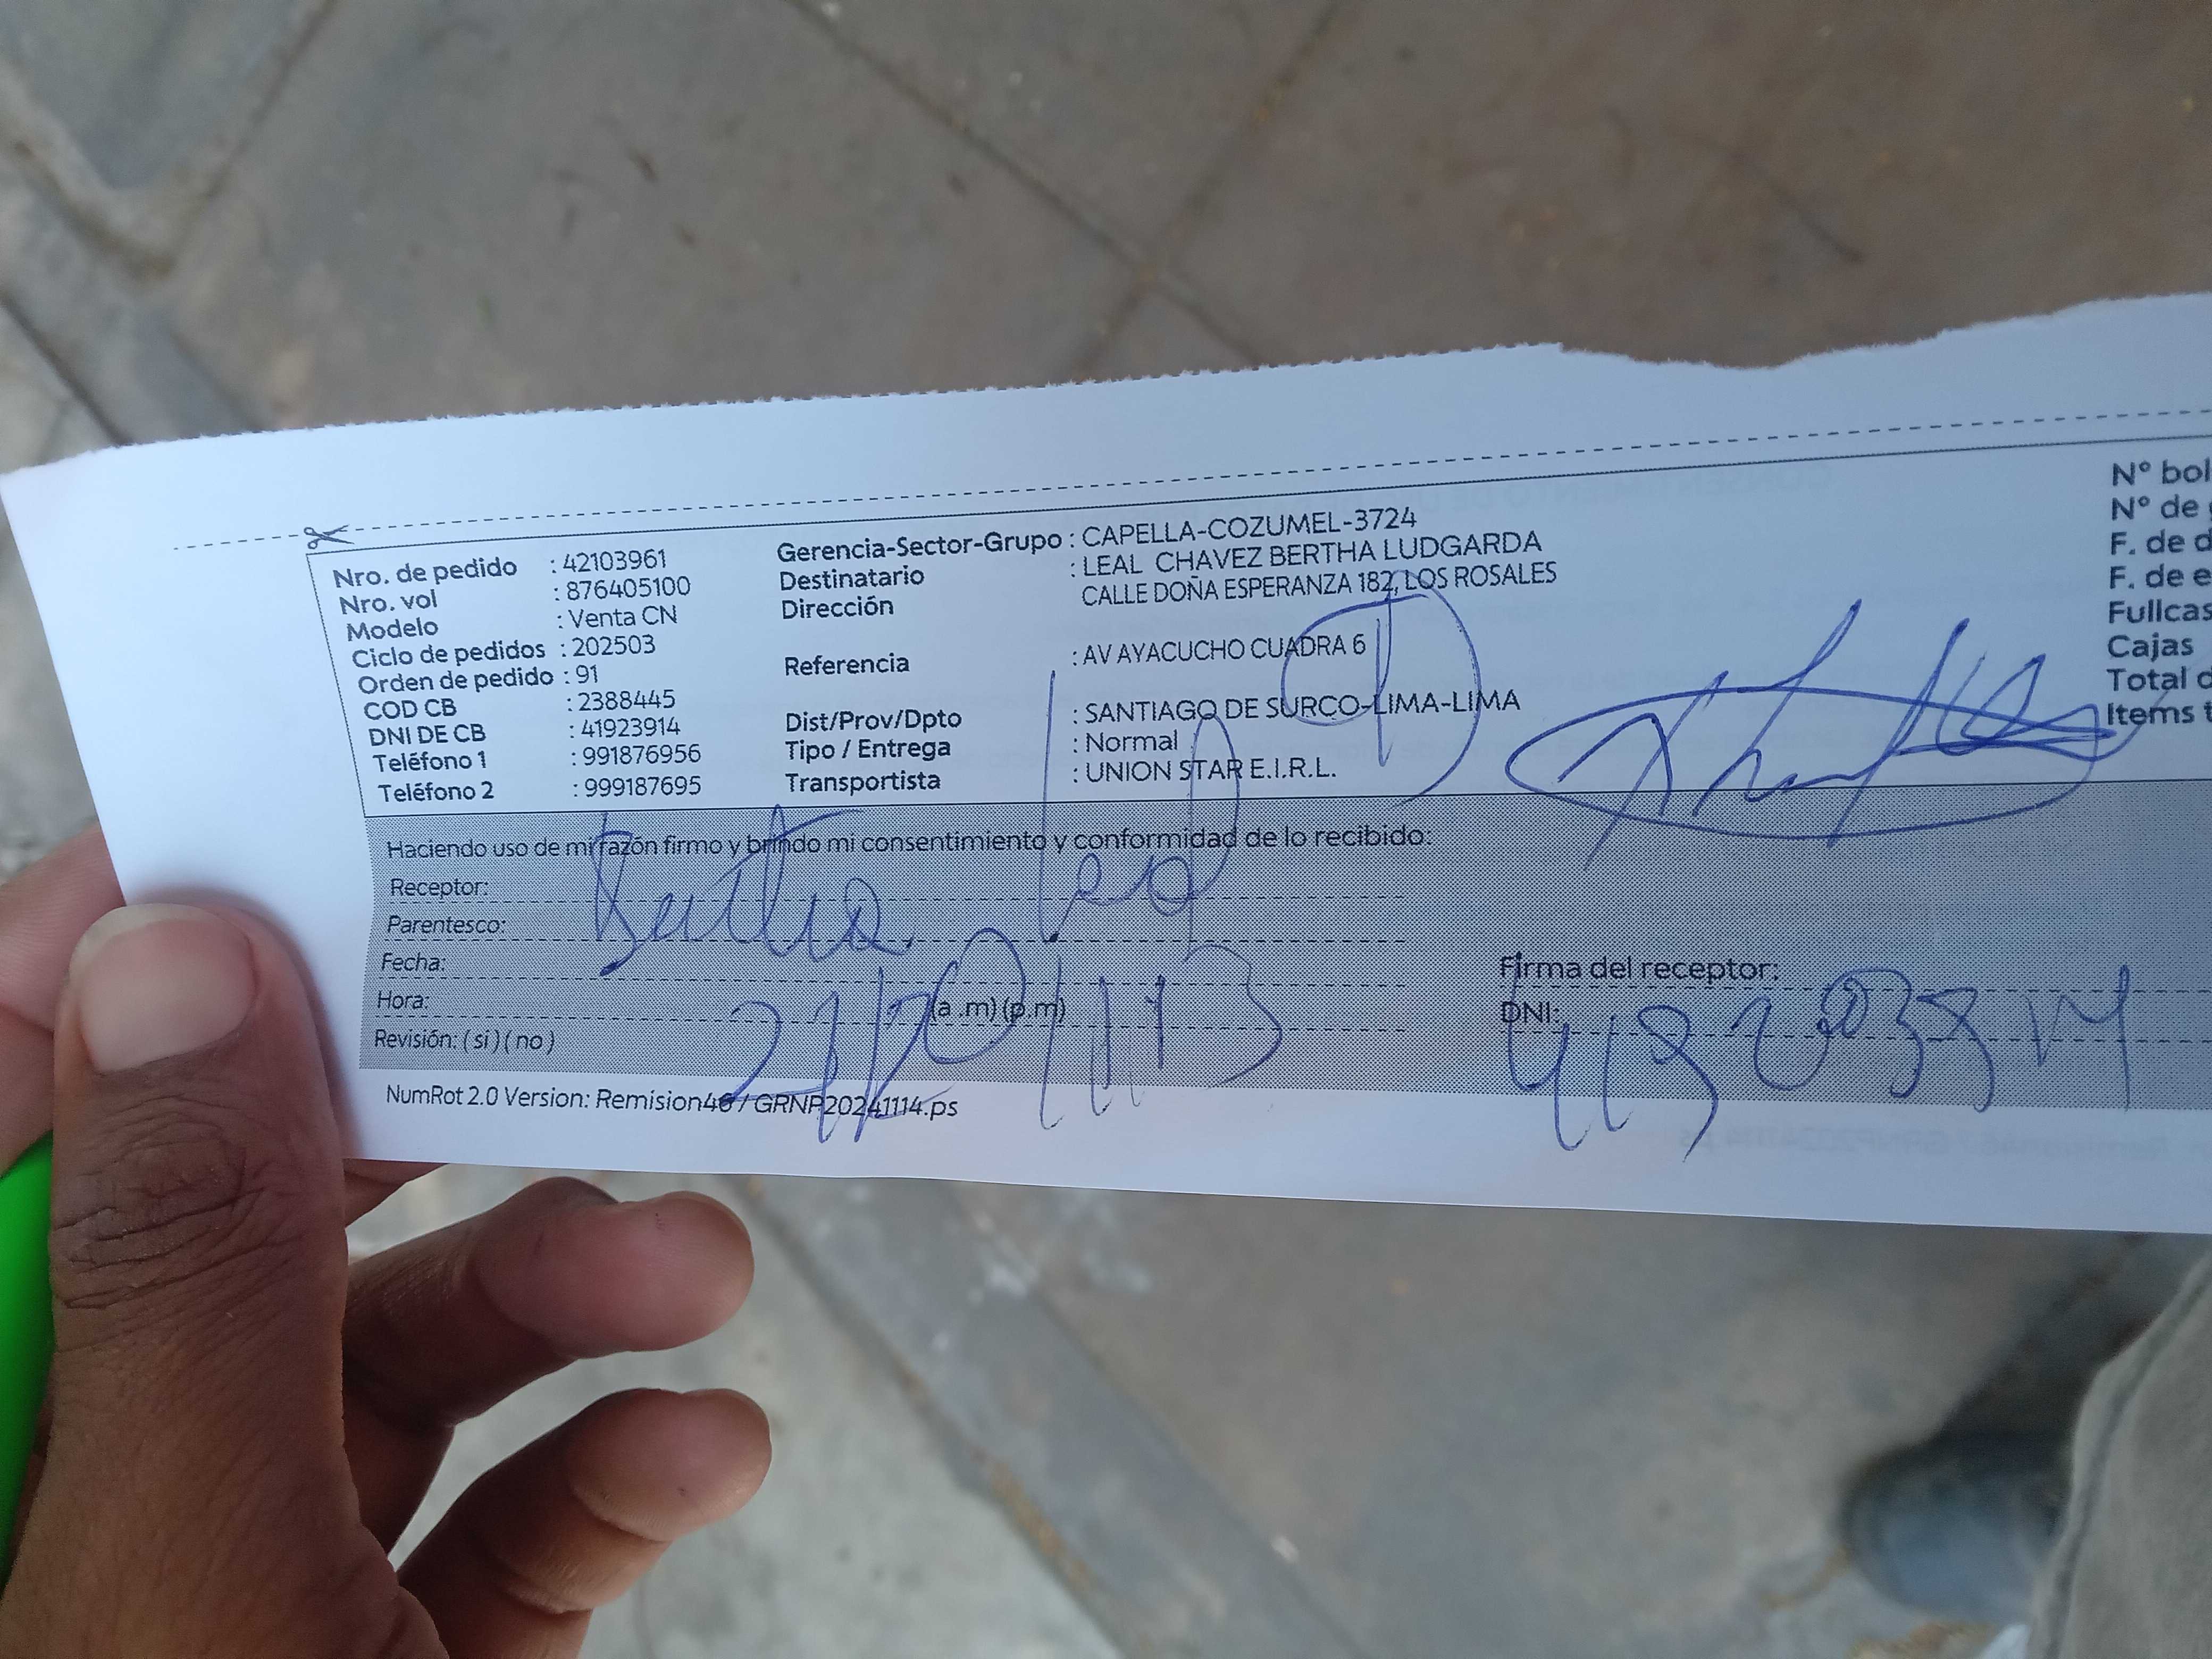 Nro. de pedido : 42103961
Nro. vol : 876405100
Modelo : Venta CN
Ciclo de pedidos : 202503
Orden de pedido : 91
COD CB : 2388445
DNI DE CB : 41923914
Teléfono 1 : 991876956
Teléfono 2 : 999187695
Gerencia-Sector-Grupo : CAPELLA-COZUMEL-3724
Destinatario : LEAL CHAVEZ BERTHA LUDGARDA
Dirección CALLE DOÑA ESPERANZA 182, LOS ROSALES
Referencia : AV AYACUCHO CUADRA 6
Dist/Prov/Dpto : SANTIAGO DE SURCO-LIMA-LIMA
Tipo / Entrega : Normal
Transportista : UNION STAR E.I.R.L.
N° bol
N° de
F. de d
F. de e
Fullcas
Cajas
Total d
Items t
Haciendo uso de mi razón firmo y brindo mi consentimiento y conformidad de lo recibido:
Receptor: Bertha
Parentesco:
Fecha:
Hora: (a .m) (p.m)
Revisión: ( si ) ( no )
Firma del receptor:
DNI:
NumRot 2.0 Version: Remision46 / GRNP20241114.ps